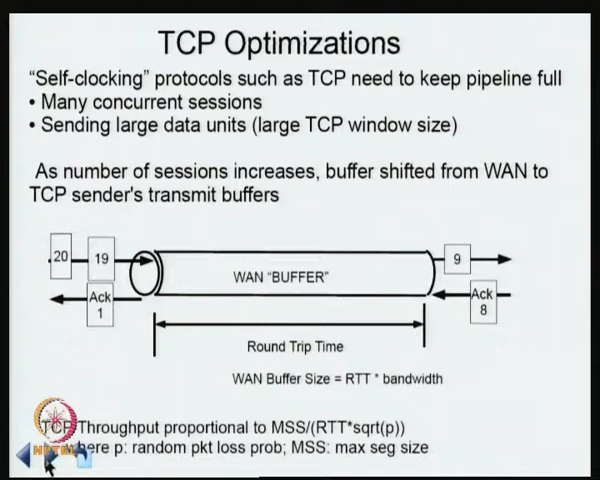 TCP Optimizations
“Self-clocking” protocols such as TCP need to keep pipeline full
• Many concurrent sessions
• Sending large data units (large TCP window size)
As number of sessions increases, buffer shifted from WAN to
TCP sender's transmit buffers
20 19 WAN “BUFFER” 9
Ack
1
Ack
8
Round Trip Time
WAN Buffer Size = RTT * bandwidth
TCP Throughput proportional to MSS/(RTT*sqrt(p))
p: random pkt loss prob; MSS: max seg size